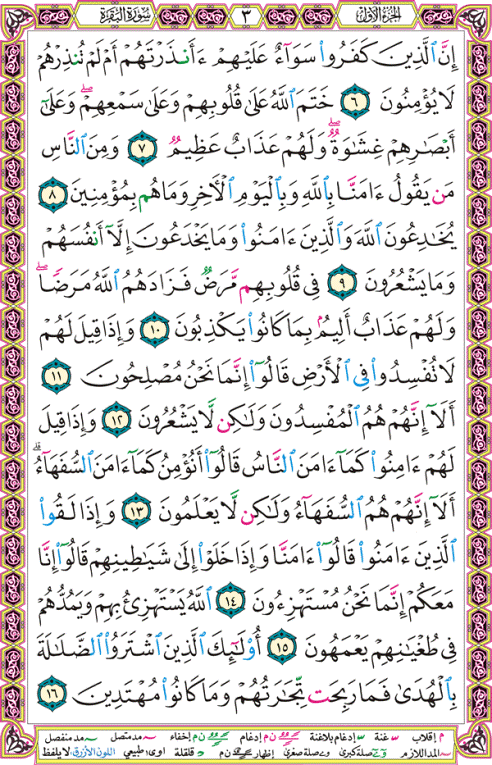 الجزء الأول ٣ سورة البقرة
إِنَّ ٱلَّذِينَ كَفَرُوا۟ سَوَآءٌ عَلَيْهِمْ ءَأَنذَرْتَهُمْ أَمْ لَمْ تُنذِرْهُمْ
لَا يُؤْمِنُونَ ٦ خَتَمَ ٱللَّهُ عَلَىٰ قُلُوبِهِمْ وَعَلَىٰ سَمْعِهِمْ ۖ وَعَلَىٰٓ
أَبْصَـٰرِهِمْ غِشَـٰوَةٌ ۖ وَلَهُمْ عَذَابٌ عَظِيمٌ ٧ وَمِنَ ٱلنَّاسِ
مَن يَقُولُ ءَامَنَّا بِٱللَّهِ وَبِٱلْيَوْمِ ٱلْـَٔاخِرِ وَمَا هُم بِمُؤْمِنِينَ ٨
يُخَـٰدِعُونَ ٱللَّهَ وَٱلَّذِينَ ءَامَنُوا۟ وَمَا يَخْدَعُونَ إِلَّآ أَنفُسَهُمْ
وَمَا يَشْعُرُونَ ٩ فِى قُلُوبِهِم مَّرَضٌ فَزَادَهُمُ ٱللَّهُ مَرَضًا ۖ
وَلَهُمْ عَذَابٌ أَلِيمٌۢ بِمَا كَانُوا۟ يَكْذِبُونَ ١٠ وَإِذَا قِيلَ لَهُمْ
لَا تُفْسِدُوا۟ فِى ٱلْأَرْضِ قَالُوٓا۟ إِنَّمَا نَحْنُ مُصْلِحُونَ ١١
أَلَآ إِنَّهُمْ هُمُ ٱلْمُفْسِدُونَ وَلَـٰكِن لَّا يَشْعُرُونَ ١٢ وَإِذَا قِيلَ
لَهُمْ ءَامِنُوا۟ كَمَآ ءَامَنَ ٱلنَّاسُ قَالُوٓا۟ أَنُؤْمِنُ كَمَآ ءَامَنَ ٱلسُّفَهَآءُ ۗ
أَلَآ إِنَّهُمْ هُمُ ٱلسُّفَهَآءُ وَلَـٰكِن لَّا يَعْلَمُونَ ١٣ وَإِذَا لَقُوا۟
ٱلَّذِينَ ءَامَنُوا۟ قَالُوٓا۟ ءَامَنَّا وَإِذَا خَلَوْا۟ إِلَىٰ شَيَـٰطِينِهِمْ قَالُوٓا۟ إِنَّا
مَعَكُمْ إِنَّمَا نَحْنُ مُسْتَهْزِءُونَ ١٤ ٱللَّهُ يَسْتَهْزِئُ بِهِمْ وَيَمُدُّهُمْ
فِى طُغْيَـٰنِهِمْ يَعْمَهُونَ ١٥ أُو۟لَـٰٓئِكَ ٱلَّذِينَ ٱشْتَرَوُا۟ ٱلضَّلَـٰلَةَ
بِٱلْهُدَىٰ فَمَا رَبِحَت تِّجَـٰرَتُهُمْ وَمَا كَانُوا۟ مُهْتَدِينَ ١٦
م إقلاب غنة إدغام بلاغنة ن م إدغام ن م إخفاء مد متصل مد منفصل
المد اللازم صلة كبرى صلة صغرى إظهار ن م قلقلة اوى: طبيعي اللون الأزرق: لا يلفظ